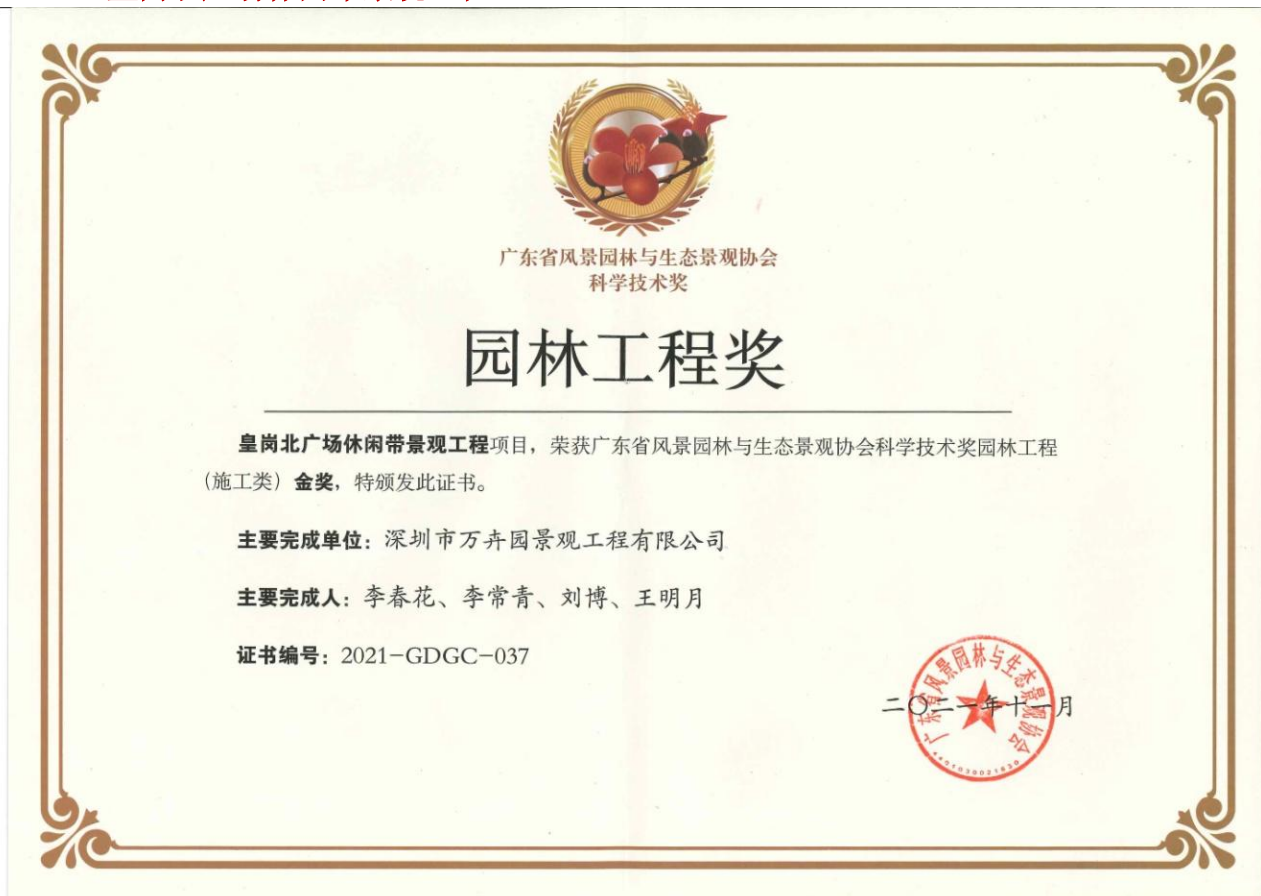 广东省风景园林与生态景观协会
科学技术奖
园林工程奖
皇岗北广场休闲带景观工程项目，荣获广东省风景园林与生态景观协会科学技术奖园林工程
（施工类）金奖，特颁发此证书。
主要完成单位：深圳市万卉园景观工程有限公司
主要完成人：李春花、李常青、刘博、王明月
证书编号：2021-GDGC-037
广东省风景园林与生态景观协会
二〇二一年十一月